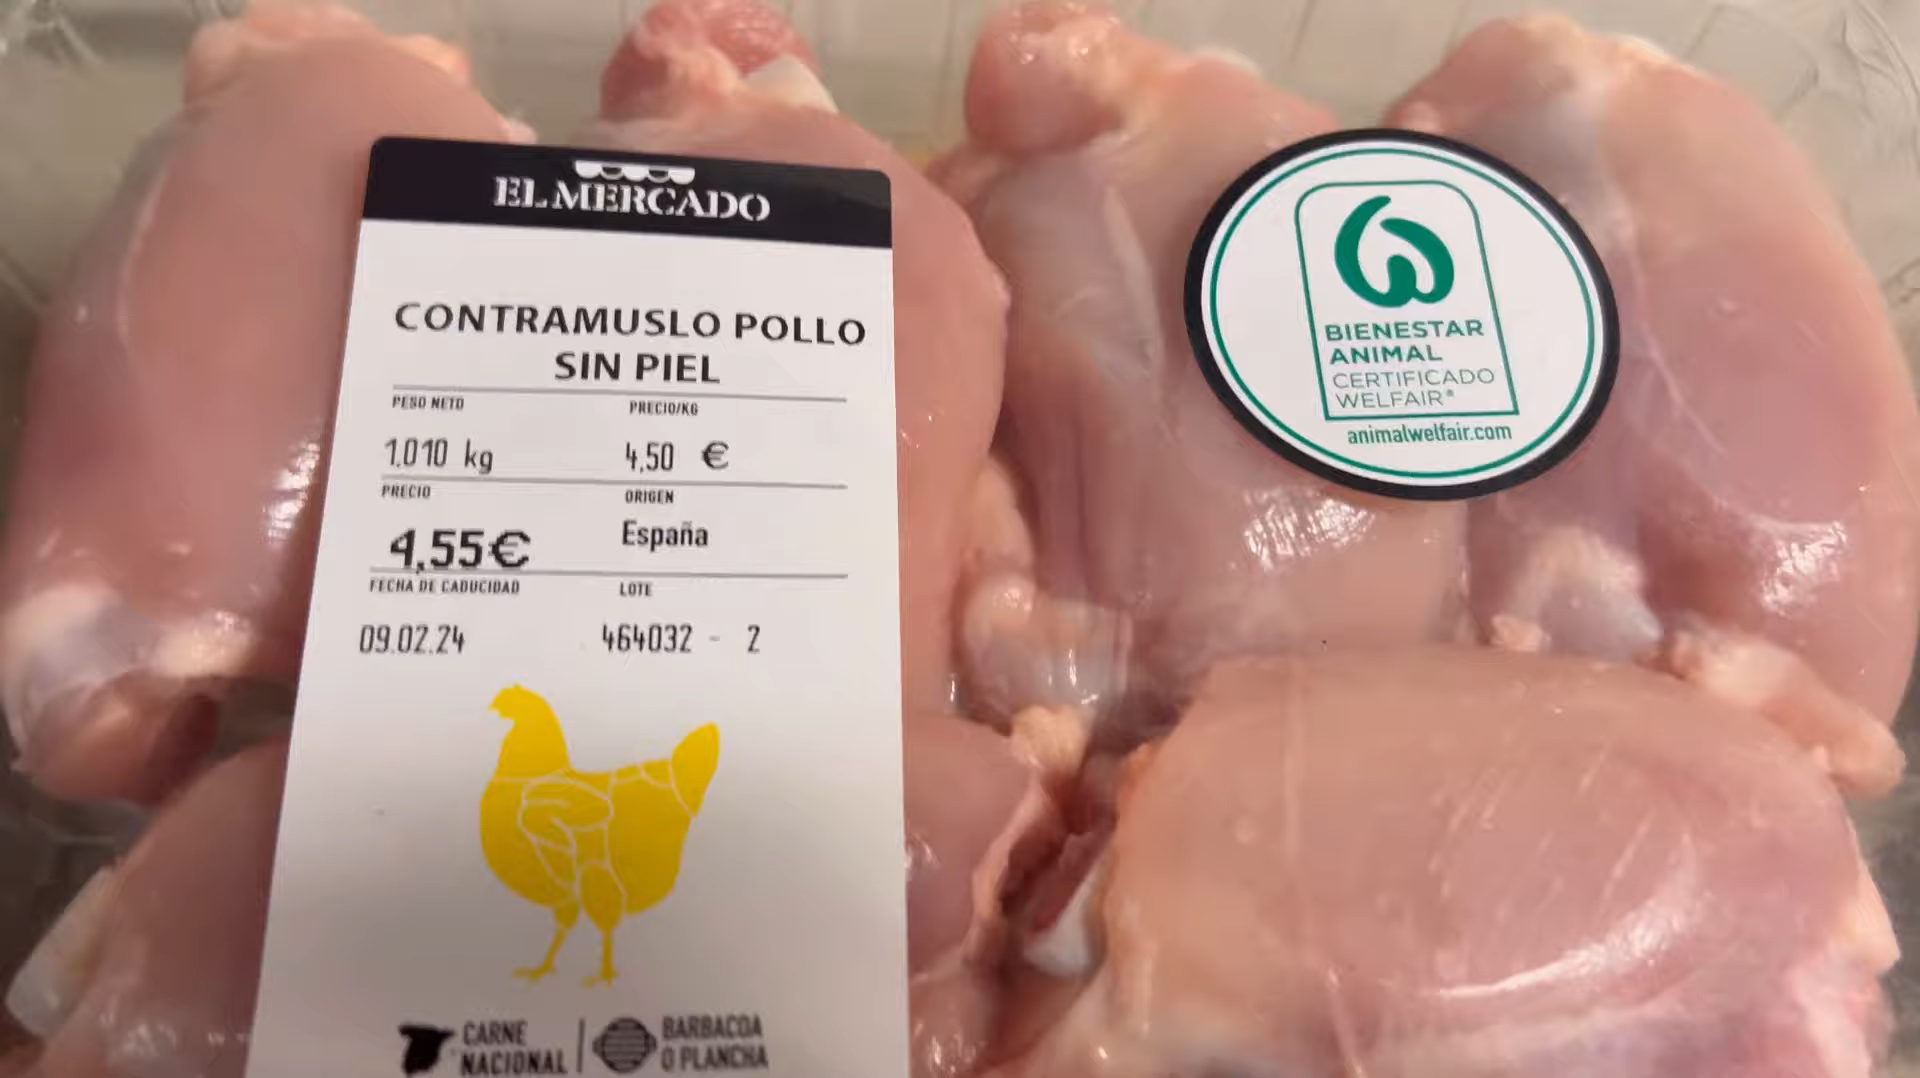 EL MERCADO
CONTRAMUSLO POLLO
SIN PIEL
PESO NETO PRECIO/KG
1.010 kg 4,50 €
PRECIO ORIGEN
4,55€ España
FECHA DE CADUCIDAD LOTE
09.02.24 464032 - 2
CARNE
NACIONAL
BARBACOA
O PLANCHA
BIENESTAR
ANIMAL
CERTIFICADO
WELFAIR®
animalwelfair.com